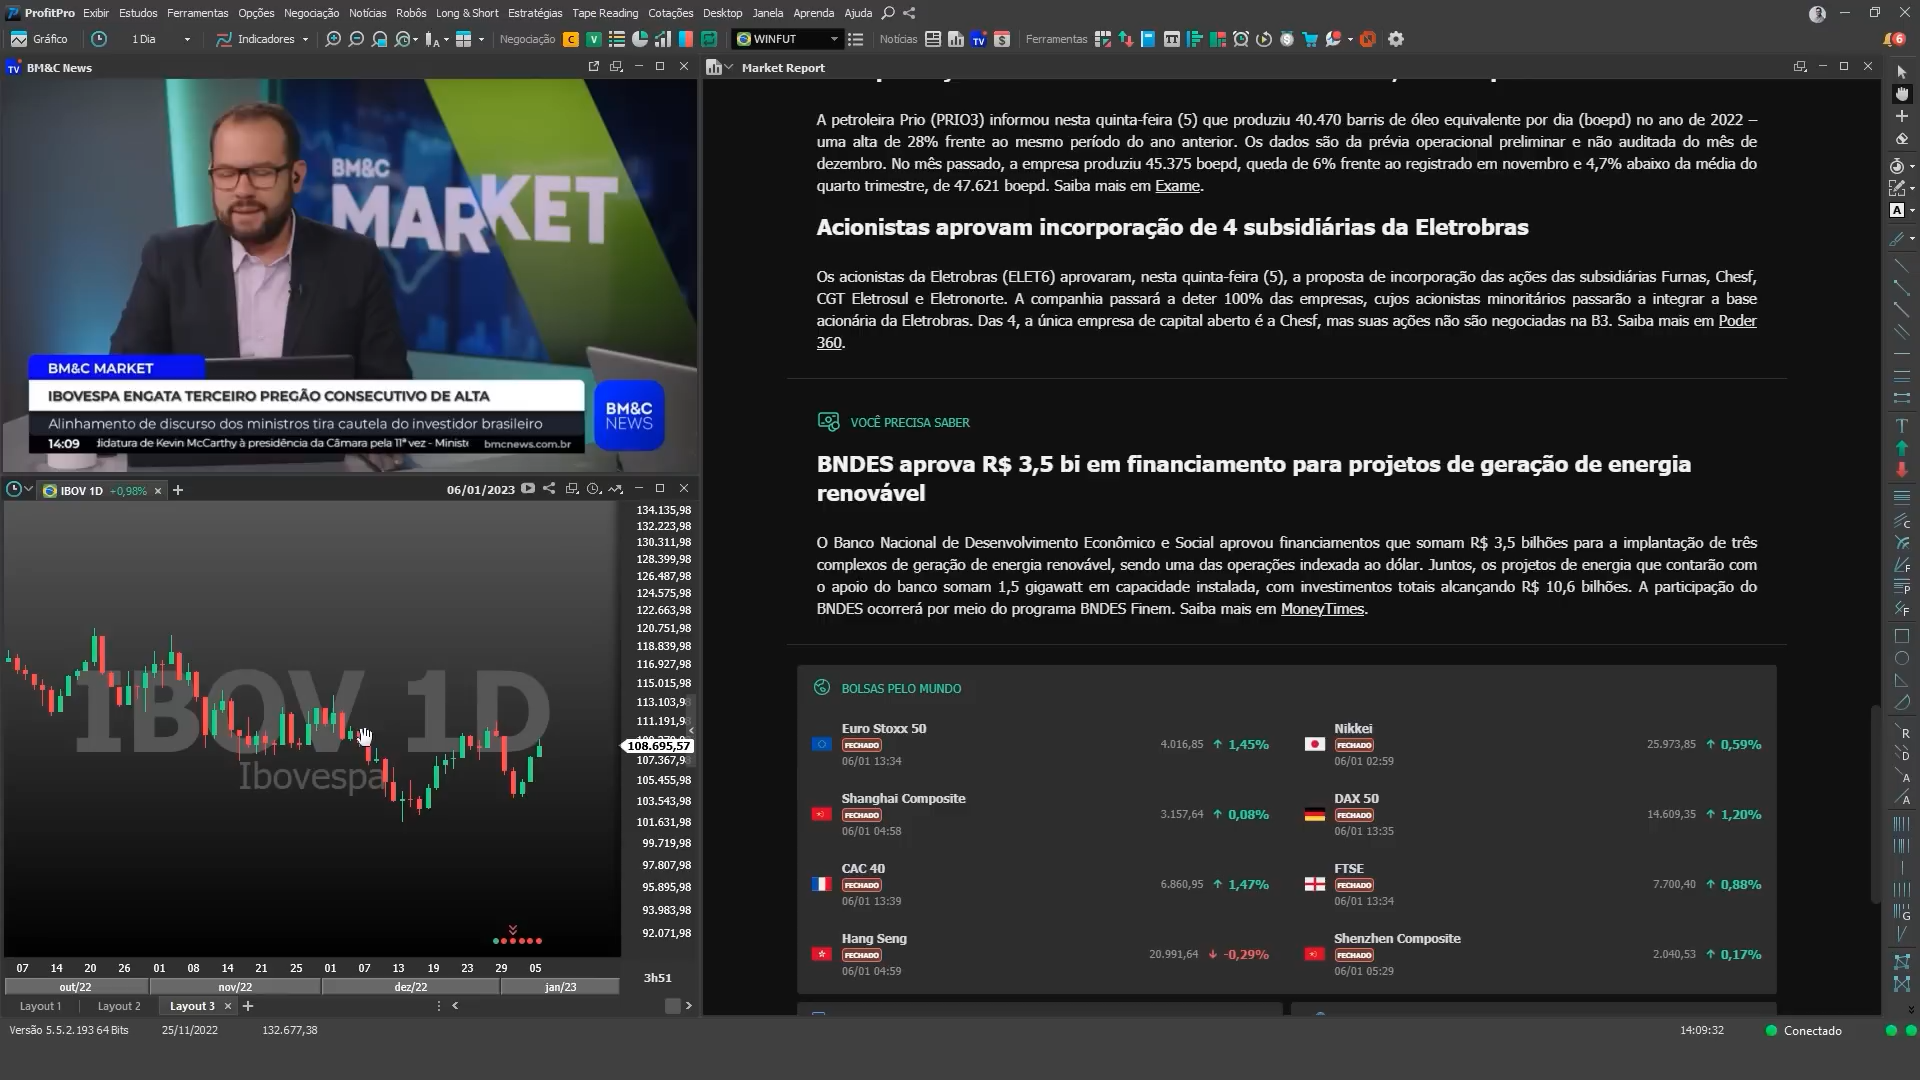 ProfitPro Exibir Estudos Ferramentas Opções Negociação Notícias Robôs Long & Short Estratégias Tape Reading Cotações Desktop Janela Aprenda Ajuda
Gráfico 1 Dia Indicadores Negociação C V WINFUT Notícias TV $ Ferramentas TT 6
TV BM&C News
Market Report
BM&C
MARKET
BM&C MARKET
IBOVESPA ENGATA TERCEIRO PREGÃO CONSECUTIVO DE ALTA
Alinhamento de discurso dos ministros tira cautela do investidor brasileiro
14:09 didatura de Kevin McCarthy à presidência da Câmara pela 11ª vez - Ministé bmcnews.com.br
BM&C
NEWS
A petroleira Prio (PRIO3) informou nesta quinta-feira (5) que produziu 40.470 barris de óleo equivalente por dia (boepd) no ano de 2022 –
uma alta de 28% frente ao mesmo período do ano anterior. Os dados são da prévia operacional preliminar e não auditada do mês de
dezembro. No mês passado, a empresa produziu 45.375 boepd, queda de 6% frente ao registrado em novembro e 4,7% abaixo da média do
quarto trimestre, de 47.621 boepd. Saiba mais em Exame.
Acionistas aprovam incorporação de 4 subsidiárias da Eletrobras
Os acionistas da Eletrobras (ELET6) aprovaram, nesta quinta-feira (5), a proposta de incorporação das ações das subsidiárias Furnas, Chesf,
CGT Eletrosul e Eletronorte. A companhia passará a deter 100% das empresas, cujos acionistas minoritários passarão a integrar a base
acionária da Eletrobras. Das 4, a única empresa de capital aberto é a Chesf, mas suas ações não são negociadas na B3. Saiba mais em Poder
360.
VOCÊ PRECISA SABER
BNDES aprova R$ 3,5 bi em financiamento para projetos de geração de energia
renovável
O Banco Nacional de Desenvolvimento Econômico e Social aprovou financiamentos que somam R$ 3,5 bilhões para a implantação de três
complexos de geração de energia renovável, sendo uma das operações indexada ao dólar. Juntos, os projetos de energia que contarão com
o apoio do banco somam 1,5 gigawatt em capacidade instalada, com investimentos totais alcançando R$ 10,6 bilhões. A participação do
BNDES ocorrerá por meio do programa BNDES Finem. Saiba mais em MoneyTimes.
BOLSAS PELO MUNDO
Euro Stoxx 50
FECHADO 4.016,85 ↑ 1,45%
06/01 13:34
Nikkei
FECHADO 25.973,85 ↑ 0,59%
06/01 02:59
Shanghai Composite
FECHADO 3.157,64 ↑ 0,08%
06/01 04:58
DAX 50
FECHADO 14.609,35 ↑ 1,20%
06/01 13:35
CAC 40
FECHADO 6.860,95 ↑ 1,47%
06/01 13:39
FTSE
FECHADO 7.700,40 ↑ 0,88%
06/01 13:34
Hang Seng
FECHADO 20.991,64 ↓ -0,29%
06/01 04:59
Shenzhen Composite
FECHADO 2.040,53 ↑ 0,17%
06/01 05:29
IBOV 1D +0,98% 06/01/2023
IBOV 1D
Ibovespa
134.135,98
132.223,98
130.311,98
128.399,98
126.487,98
124.575,98
122.663,98
120.751,98
118.839,98
116.927,98
115.015,98
113.103,98
111.191,98
108.695,57
107.367,98
105.455,98
103.543,98
101.631,98
99.719,98
97.807,98
95.895,98
93.983,98
92.071,98
07 14 20 26 01 08 14 21 25 01 07 13 19 23 29 05
out/22 nov/22 dez/22 jan/23
3h51
Layout 1 Layout 2 Layout 3
Versão 5.5.2.193 64 Bits 25/11/2022 132.677,38 14:09:32 Conectado